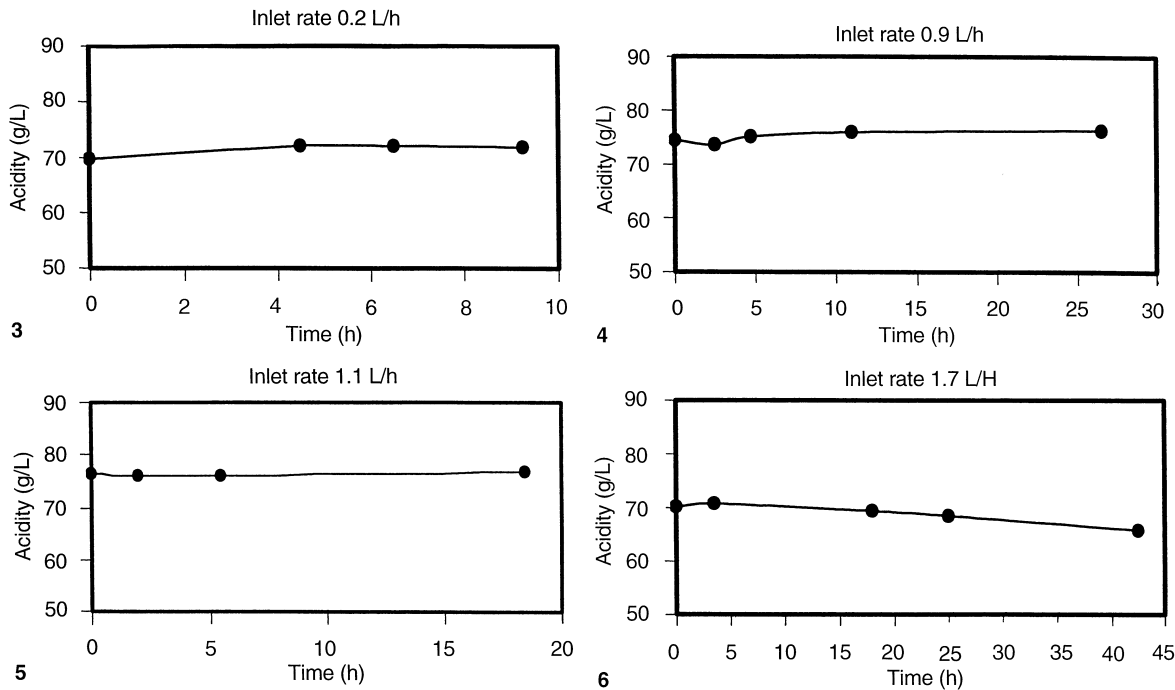 Inlet rate 0.2 L/h
90
80
70
60
50
Acidity (g/L)
0 2 4 6 8 10
Time (h)
3
Inlet rate 0.9 L/h
90
80
70
60
50
Acidity (g/L)
0 5 10 15 20 25 30
Time (h)
4
Inlet rate 1.1 L/h
90
80
70
60
50
Acidity (g/L)
0 5 10 15 20
Time (h)
5
Inlet rate 1.7 L/H
90
80
70
60
50
Acidity (g/L)
0 5 10 15 20 25 30 35 40 45
Time (h)
6